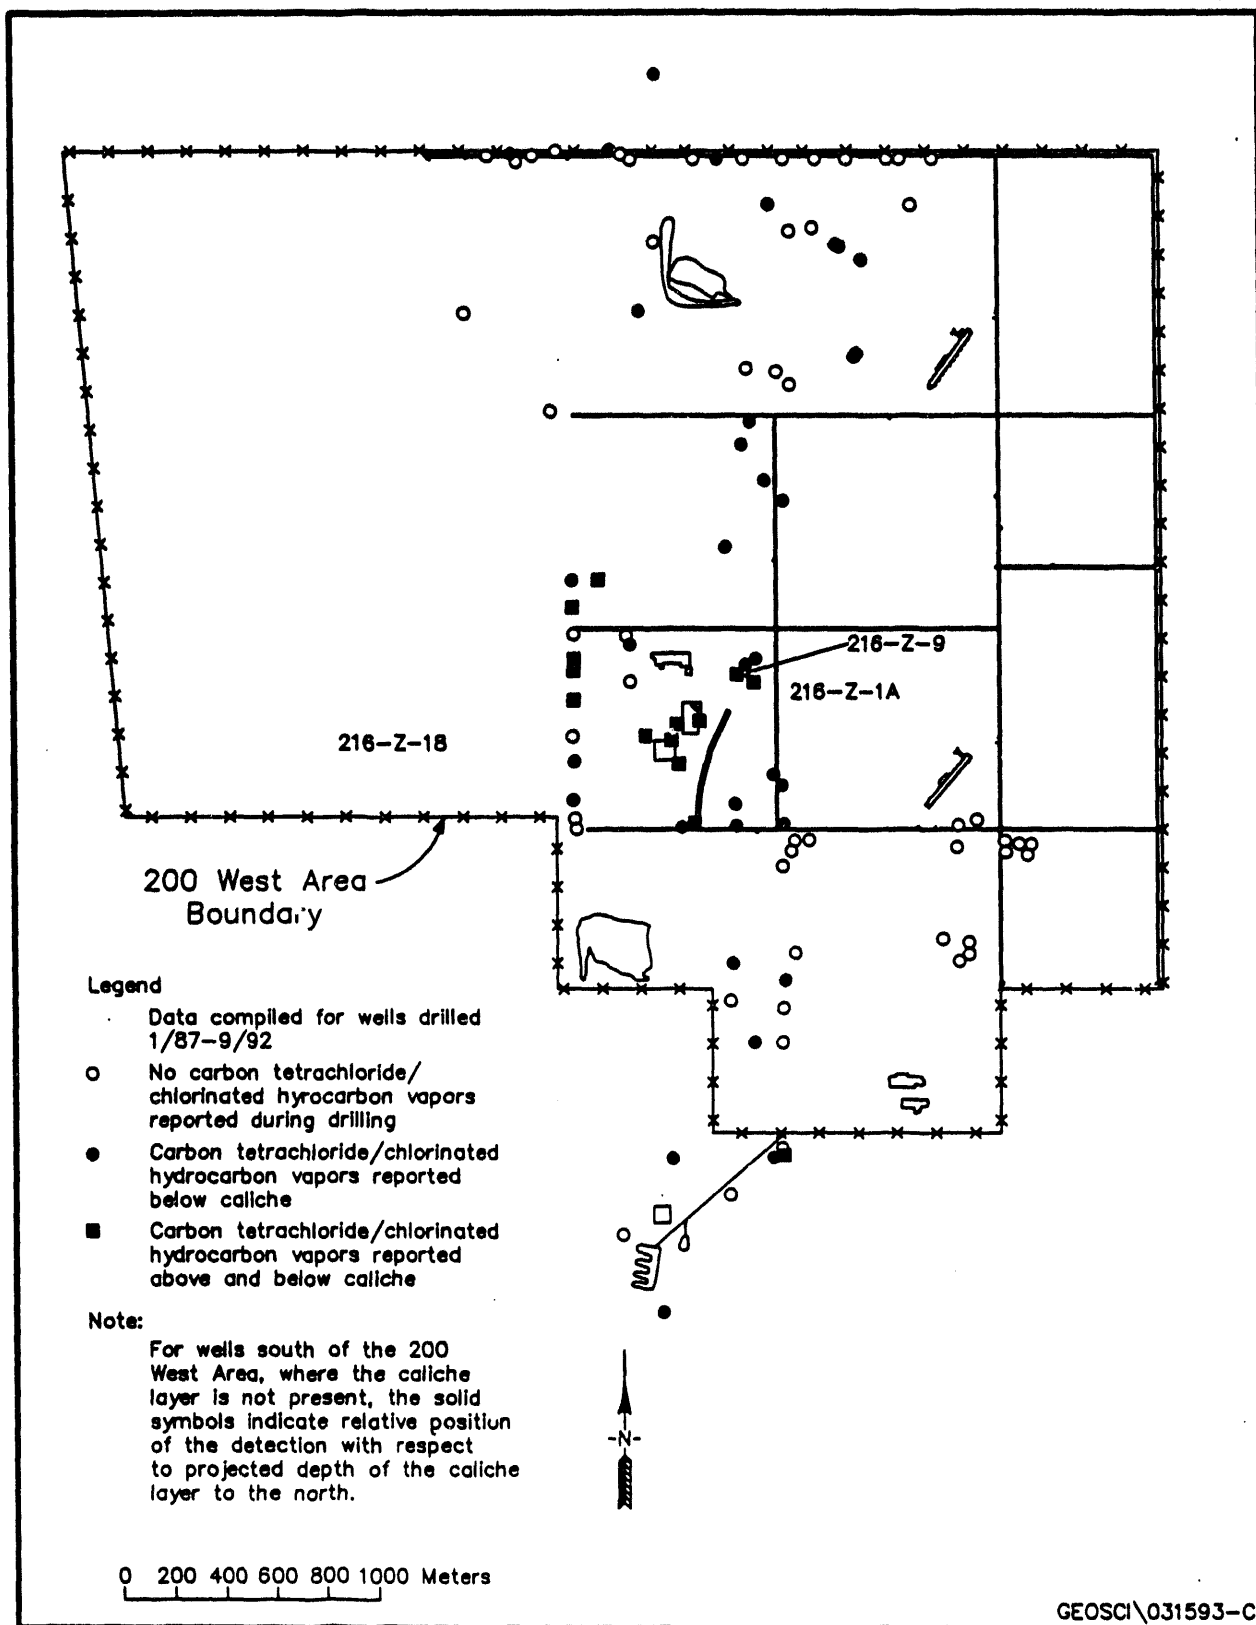 216-Z-9
216-Z-1A
216-Z-18
200 West Area
Boundary
Legend
Data compiled for wells drilled
1/87-9/92
No carbon tetrachloride/
chlorinated hyrocarbon vapors
reported during drilling
Carbon tetrachloride/chlorinated
hydrocarbon vapors reported
below caliche
Carbon tetrachloride/chlorinated
hydrocarbon vapors reported
above and below caliche
Note:
For wells south of the 200
West Area, where the caliche
layer is not present, the solid
symbols indicate relative position
of the detection with respect
to projected depth of the caliche
layer to the north.
-N-
0 200 400 600 800 1000 Meters
GEOSCI\031593-C